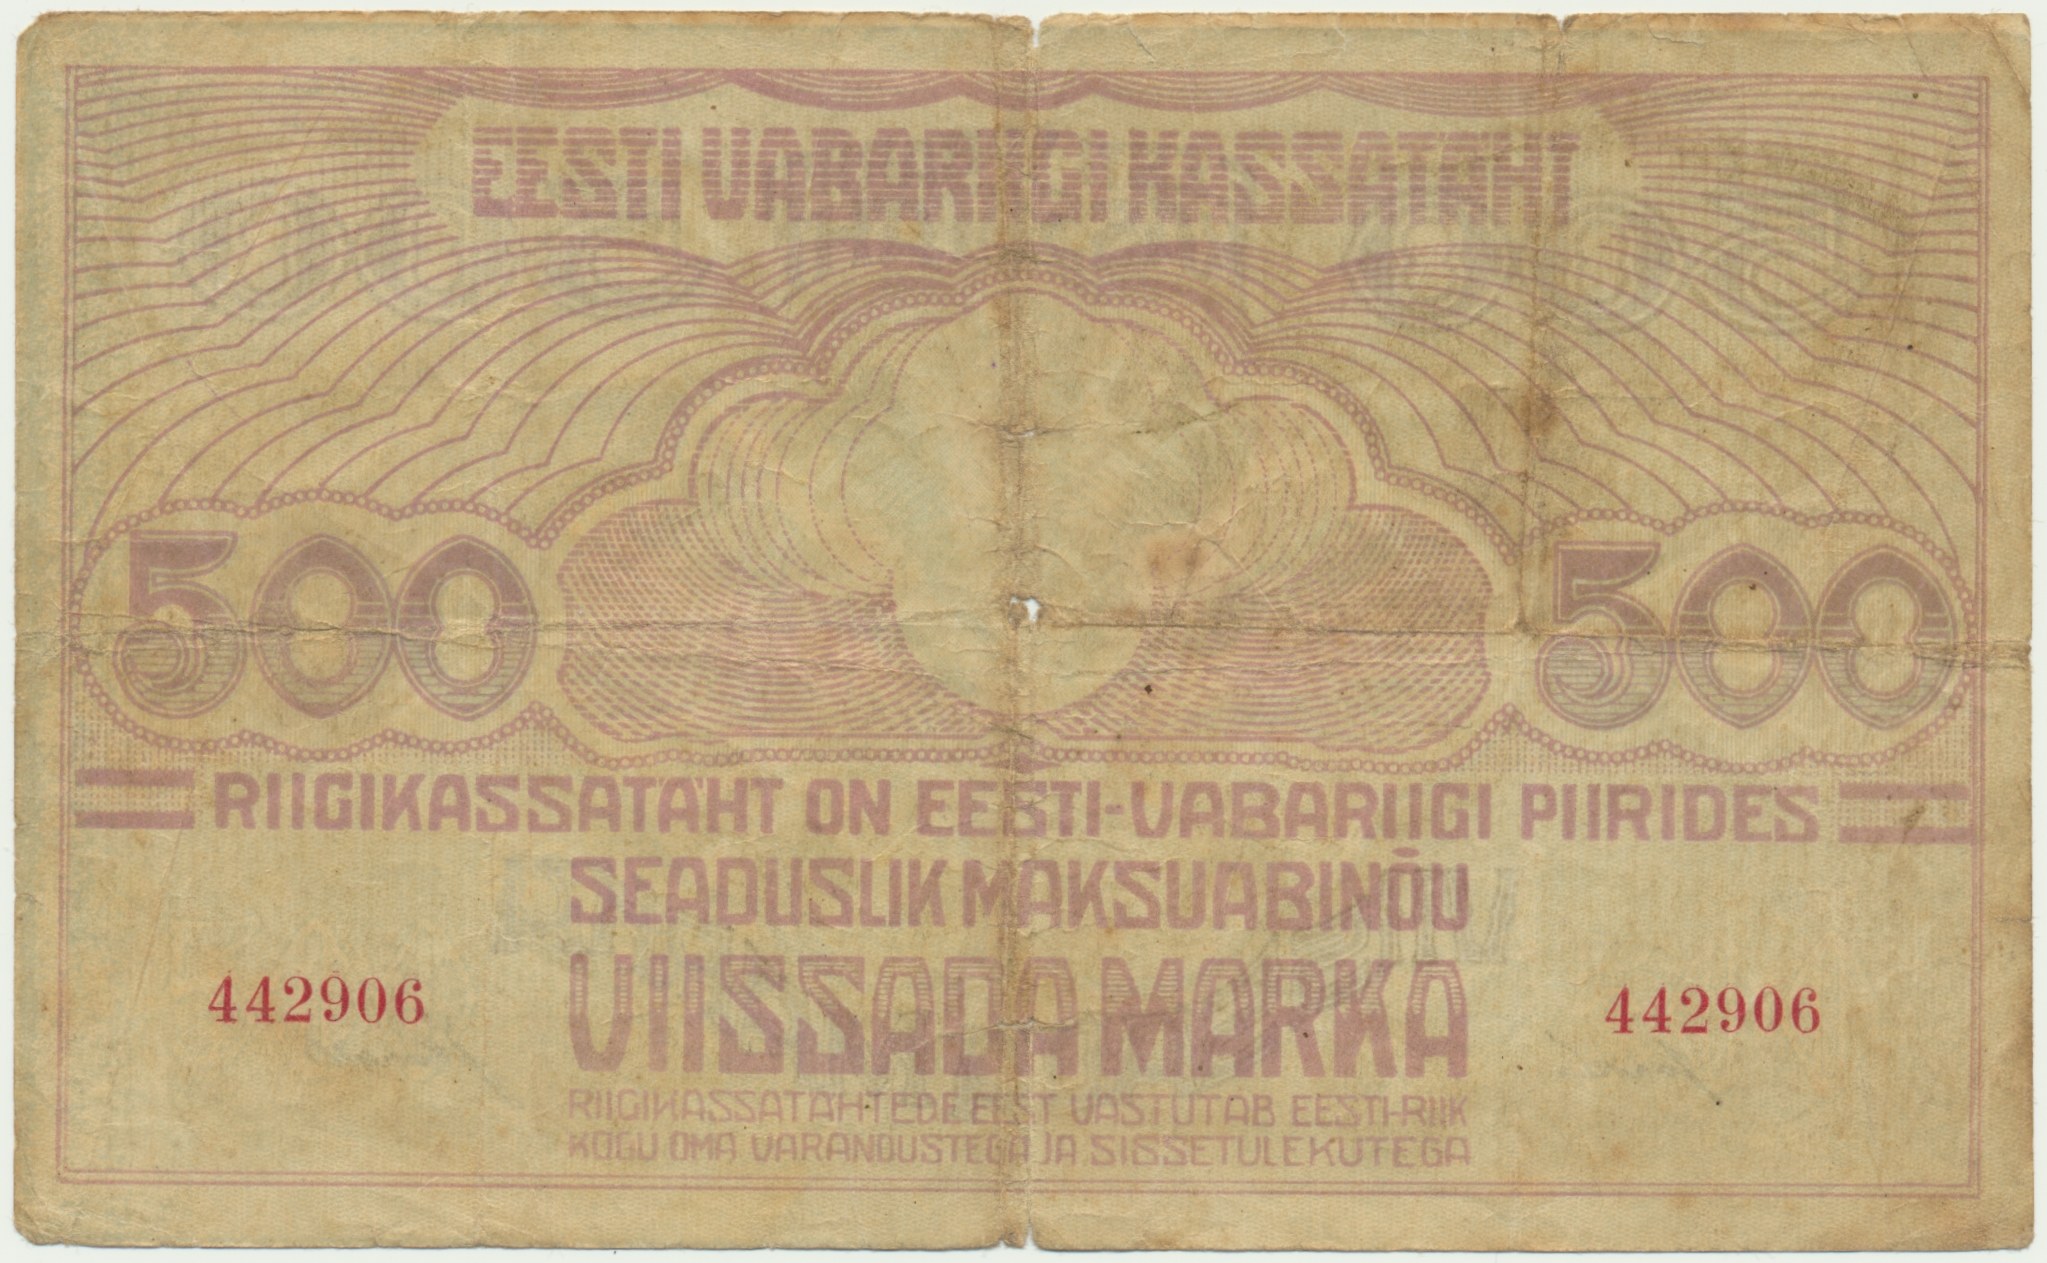 EESTI VABARIIGI KASSATÄHT
500 500
RIIGIKASSATÄHT ON EESTI-VABARIIGI PIIRIDES
SEADUSLIK MAKSUABINÕU
442906 VIISSADA MARKA 442906
RIIGIKASSATÄHTEDE EEST VASTUTAB EESTI-RIIK
KOGU OMA VARANDUSTEGA JA SISSETULEKUTEGA